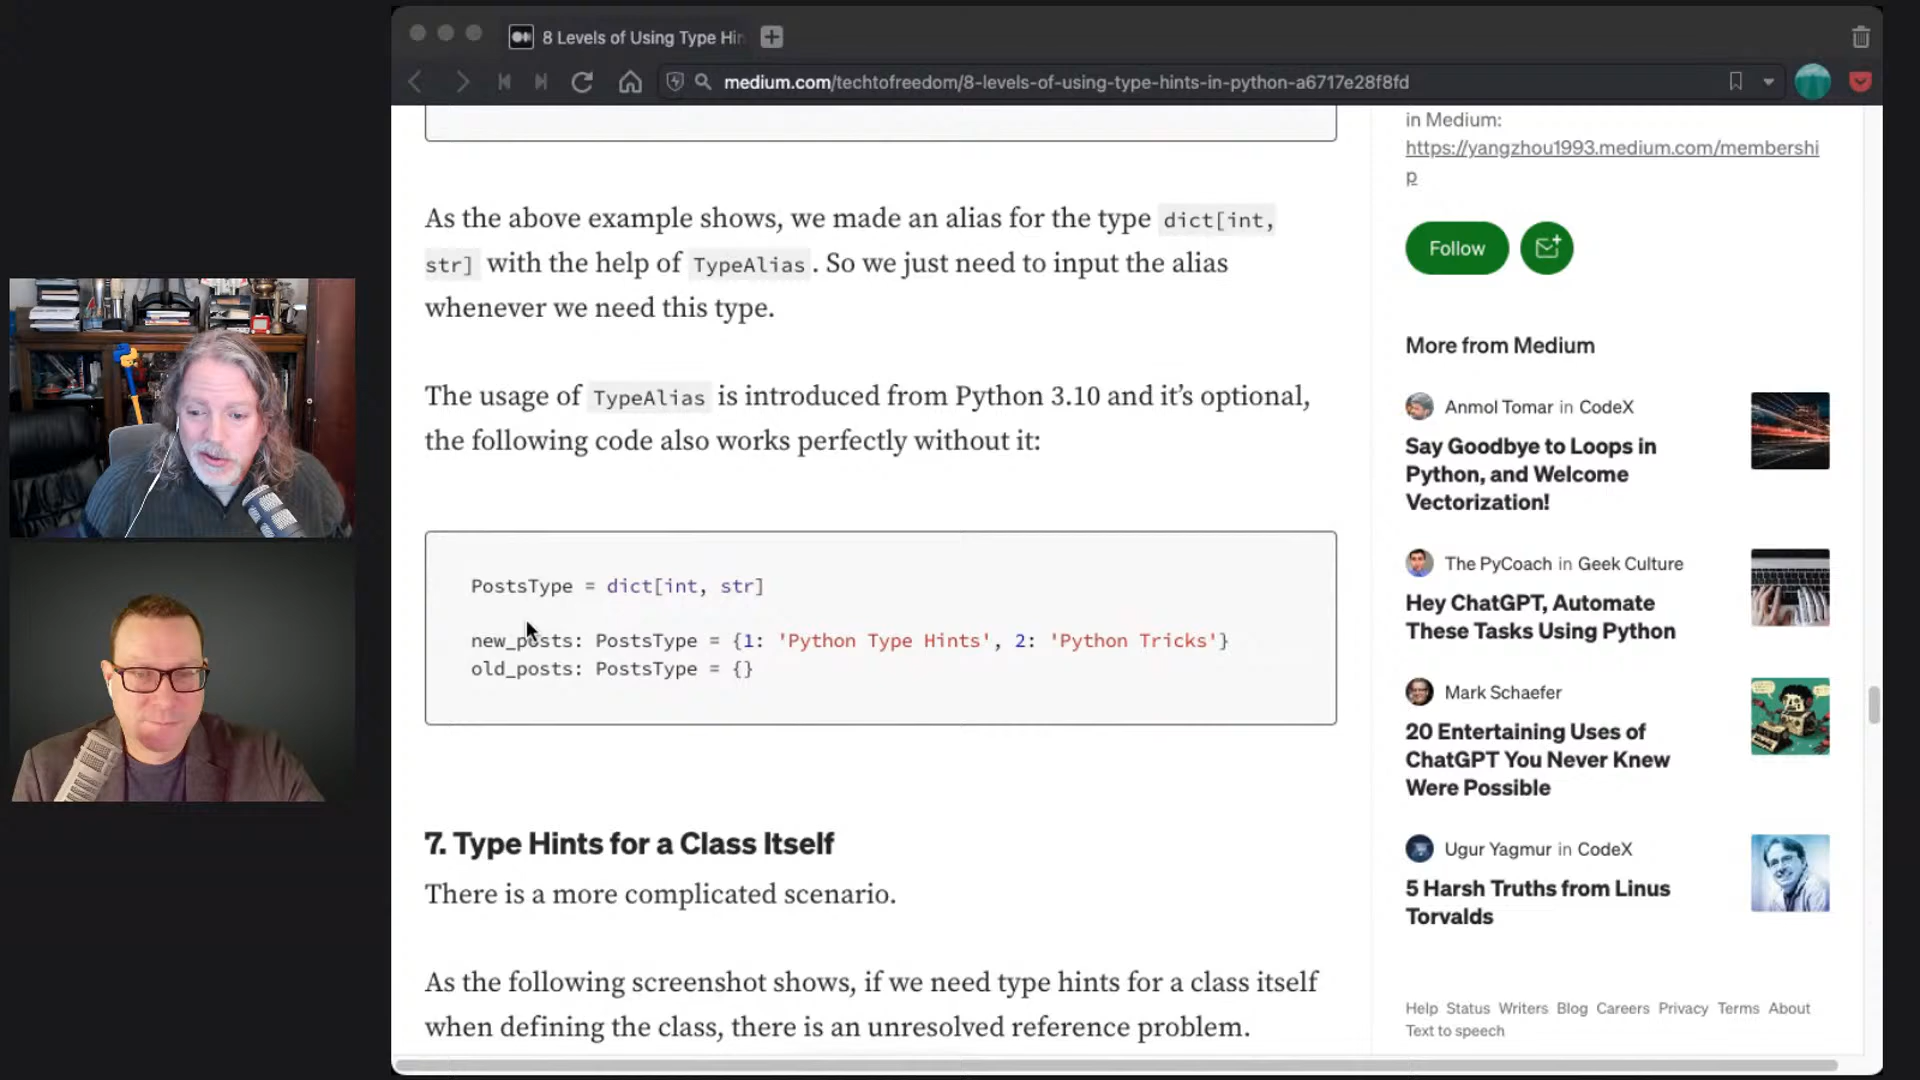 8 Levels of Using Type Hin
medium.com/techtofreedom/8-levels-of-using-type-hints-in-python-a6717e28f8fd
As the above example shows, we made an alias for the type dict[int,
str] with the help of TypeAlias. So we just need to input the alias
whenever we need this type.
The usage of TypeAlias is introduced from Python 3.10 and it’s optional,
the following code also works perfectly without it:
PostsType = dict[int, str]
new_posts: PostsType = {1: 'Python Type Hints', 2: 'Python Tricks'}
old_posts: PostsType = {}
7. Type Hints for a Class Itself
There is a more complicated scenario.
As the following screenshot shows, if we need type hints for a class itself
when defining the class, there is an unresolved reference problem.
in Medium:
https://yangzhou1993.medium.com/membershi
p
Follow
More from Medium
Anmol Tomar in CodeX
Say Goodbye to Loops in
Python, and Welcome
Vectorization!
The PyCoach in Geek Culture
Hey ChatGPT, Automate
These Tasks Using Python
Mark Schaefer
20 Entertaining Uses of
ChatGPT You Never Knew
Were Possible
Ugur Yagmur in CodeX
5 Harsh Truths from Linus
Torvalds
Help Status Writers Blog Careers Privacy Terms About
Text to speech